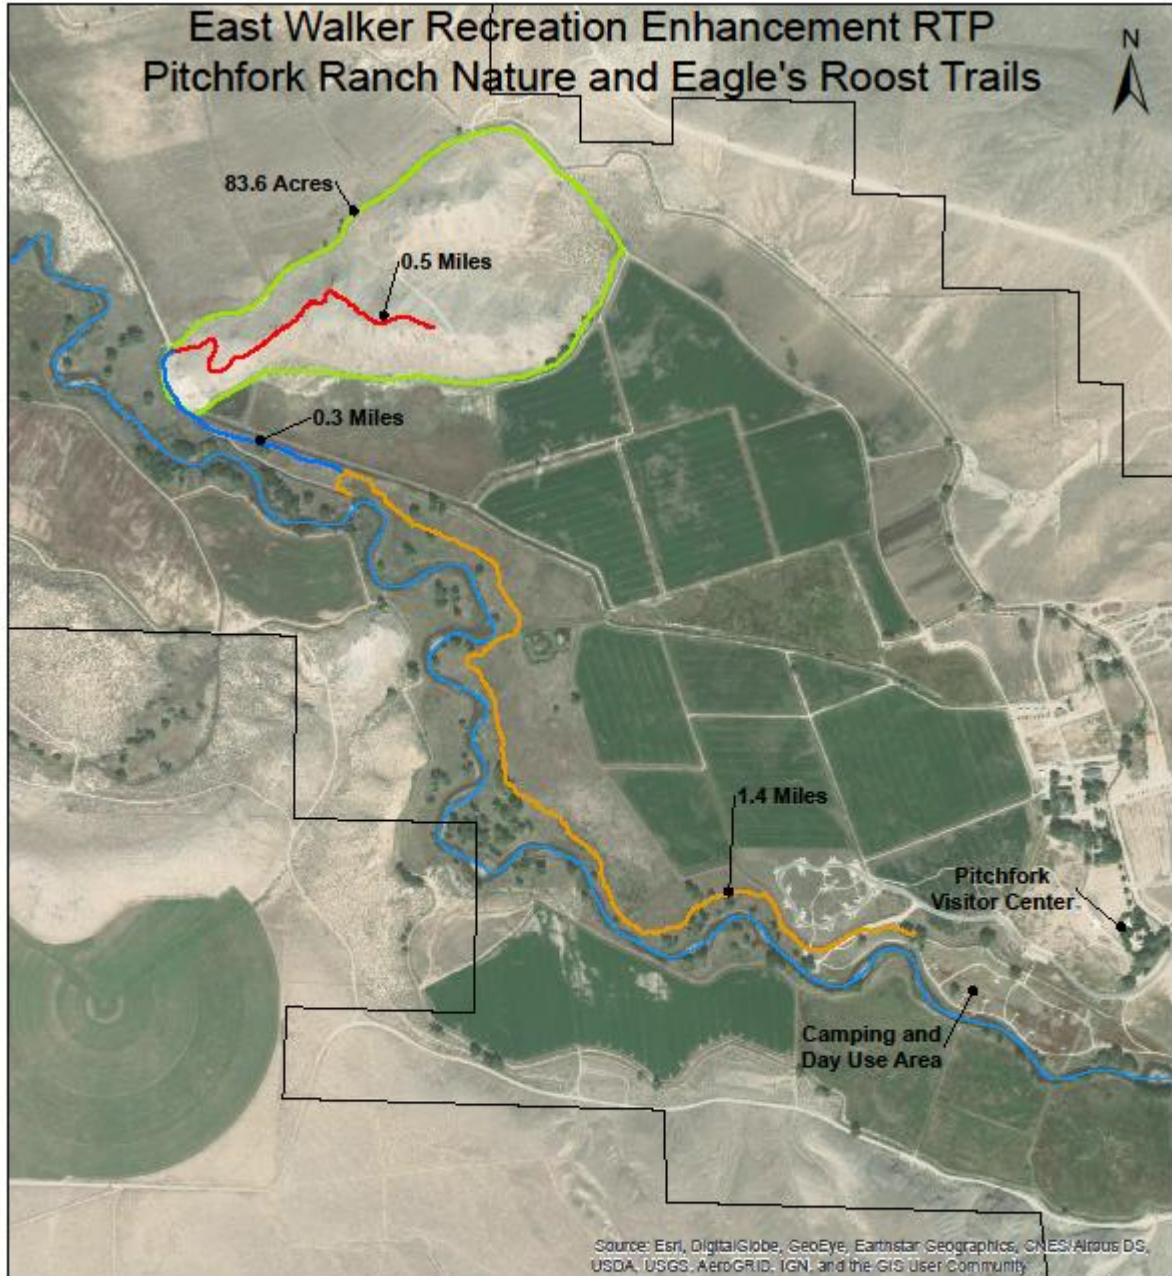 East Walker Recreation Enhancement RTP
Pitchfork Ranch Nature and Eagle's Roost Trails
N
83.6 Acres
0.5 Miles
0.3 Miles
1.4 Miles
Pitchfork
Visitor Center
Camping and
Day Use Area
Source: Esri, DigitalGlobe, GeoEye, Earthstar Geographics, CNES/Airbus DS,
USDA, USGS, AeroGRID, IGN, and the GIS User Community